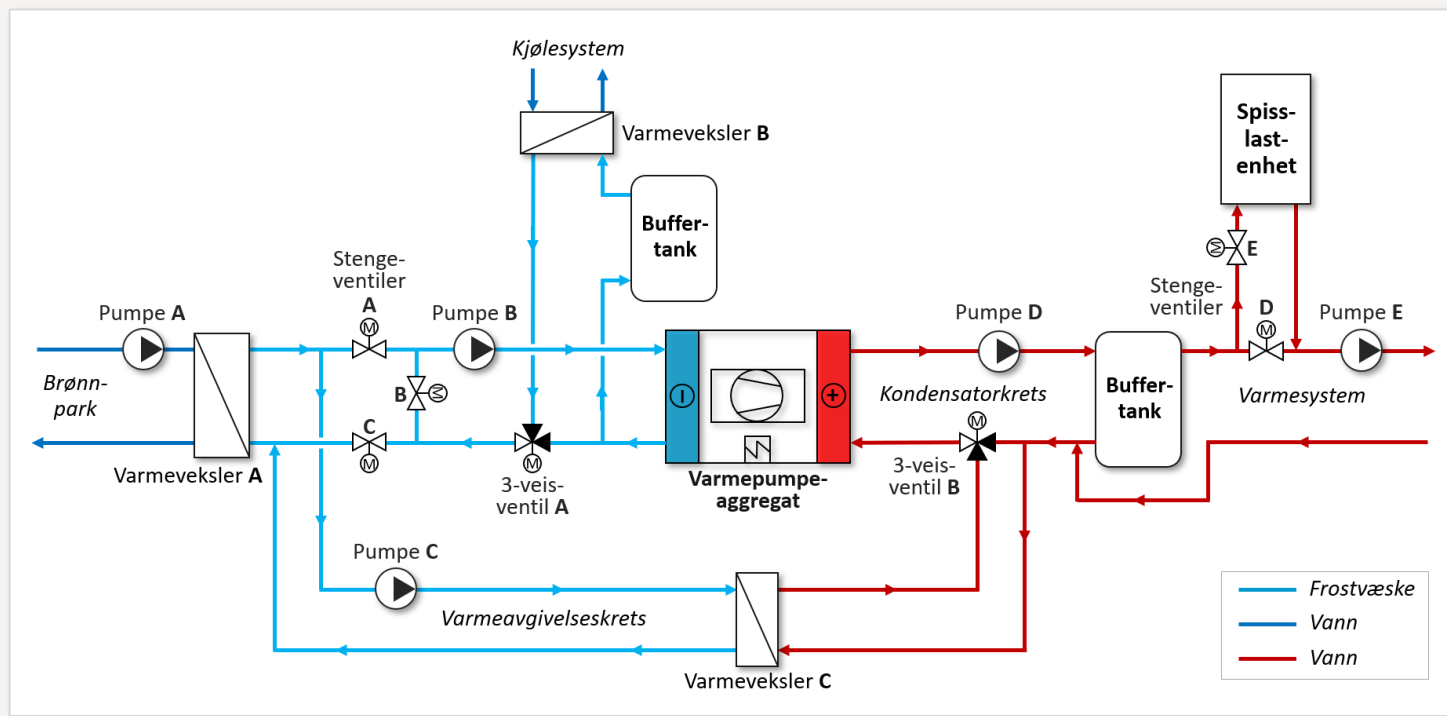 Kjølesystem
Varmeveksler B
Buffer-
tank
Spiss-
last-
enhet
M
E
Stenge-
ventiler
A
M
Pumpe A
Pumpe B
Stenge-
ventiler
D
M
Pumpe D
Pumpe E
Brønn-
park
B
M
C
M
Varmeveksler A
M
3-veis-
ventil A
I
+
Varmepumpe-
aggregat
Kondensatorkrets
M
3-veis-
ventil B
Buffer-
tank
Varmesystem
Pumpe C
Varmeavgivelseskrets
Varmeveksler C
Frostvæske
Vann
Vann